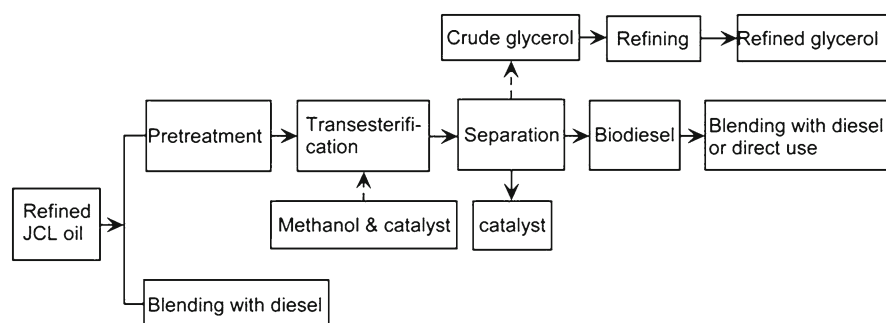 Crude glycerol
Refining
Refined glycerol
Pretreatment
Transesterifi-
cation
Separation
Biodiesel
Blending with diesel
or direct use
Refined
JCL oil
Methanol & catalyst
catalyst
Blending with diesel